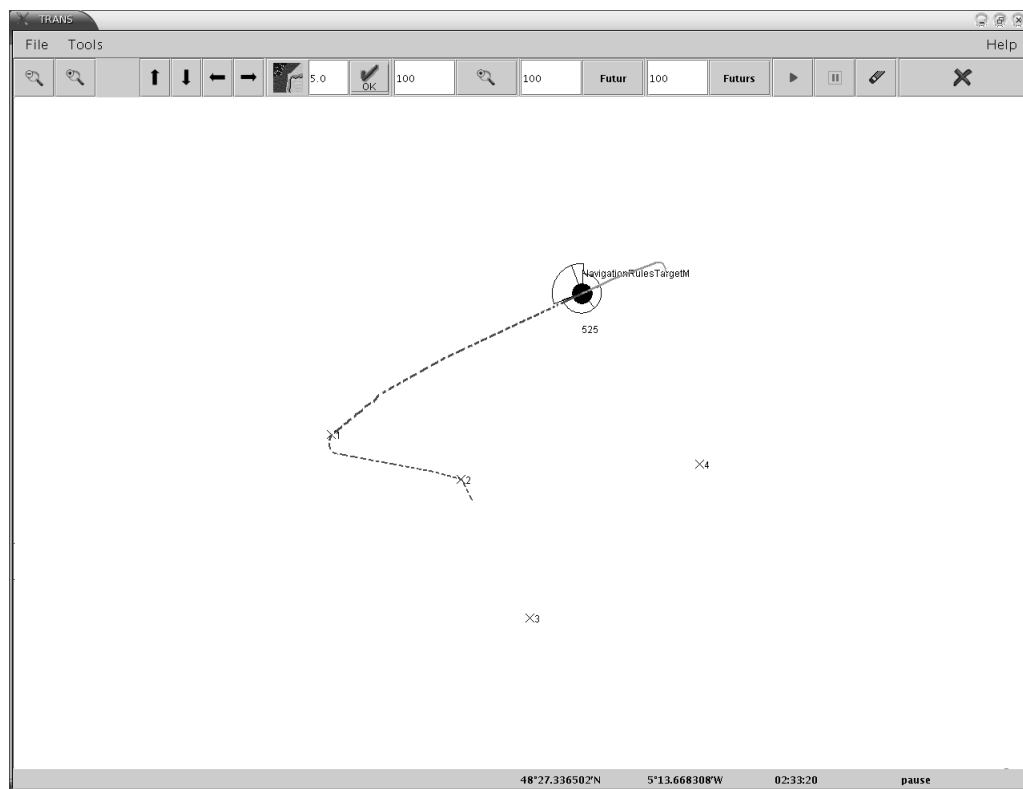 TRANS
File Tools Help
5.0 OK 100 100 Futur 100 Futurs
NavigationRulesTargetM
525
1
2
4
3
48°27.336502'N 5°13.668308'W 02:33:20 pause